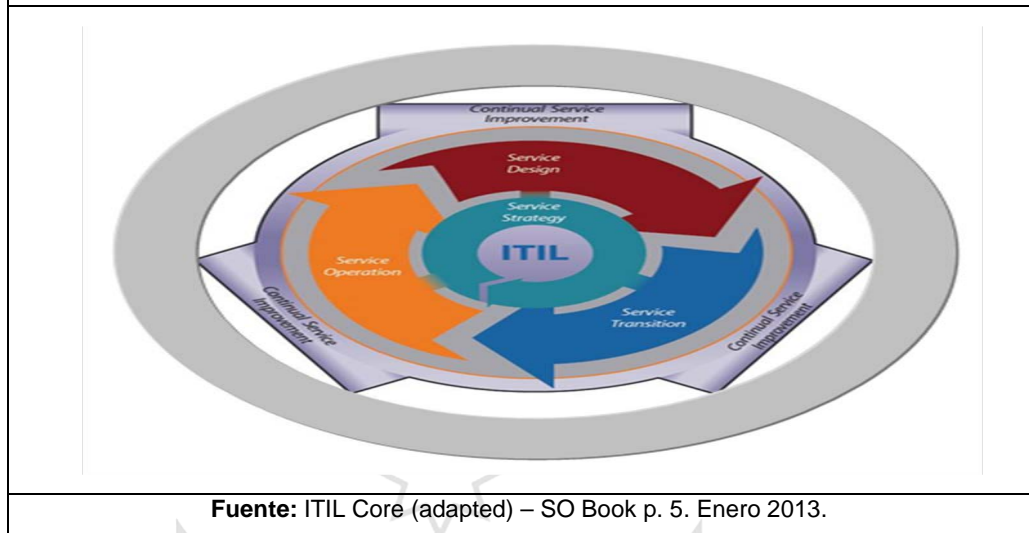 Continual Service
Improvement
Service
Design
Service
Strategy
ITIL
Service
Operation
Service
Transition
Continual Service
Improvement
Continual Service
Improvement
Fuente: ITIL Core (adapted) – SO Book p. 5. Enero 2013.